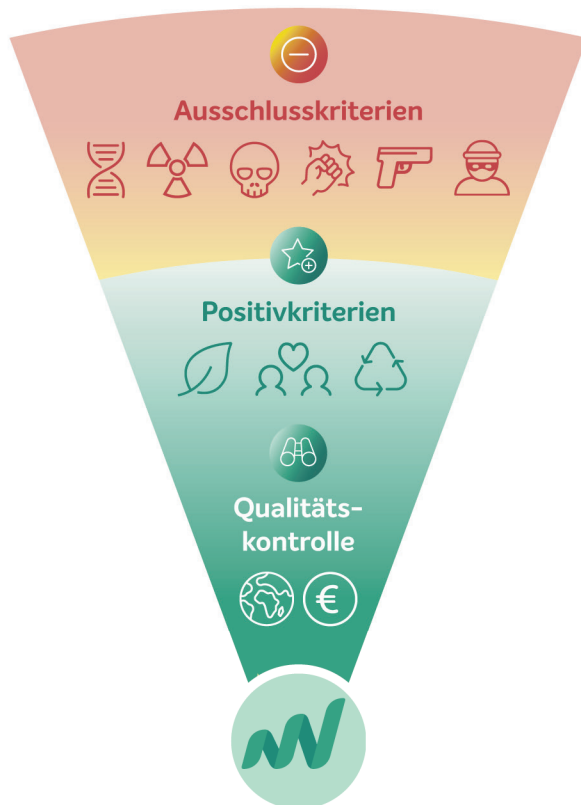 Ausschlusskriterien
Positivkriterien
Qualitäts-
kontrolle
€